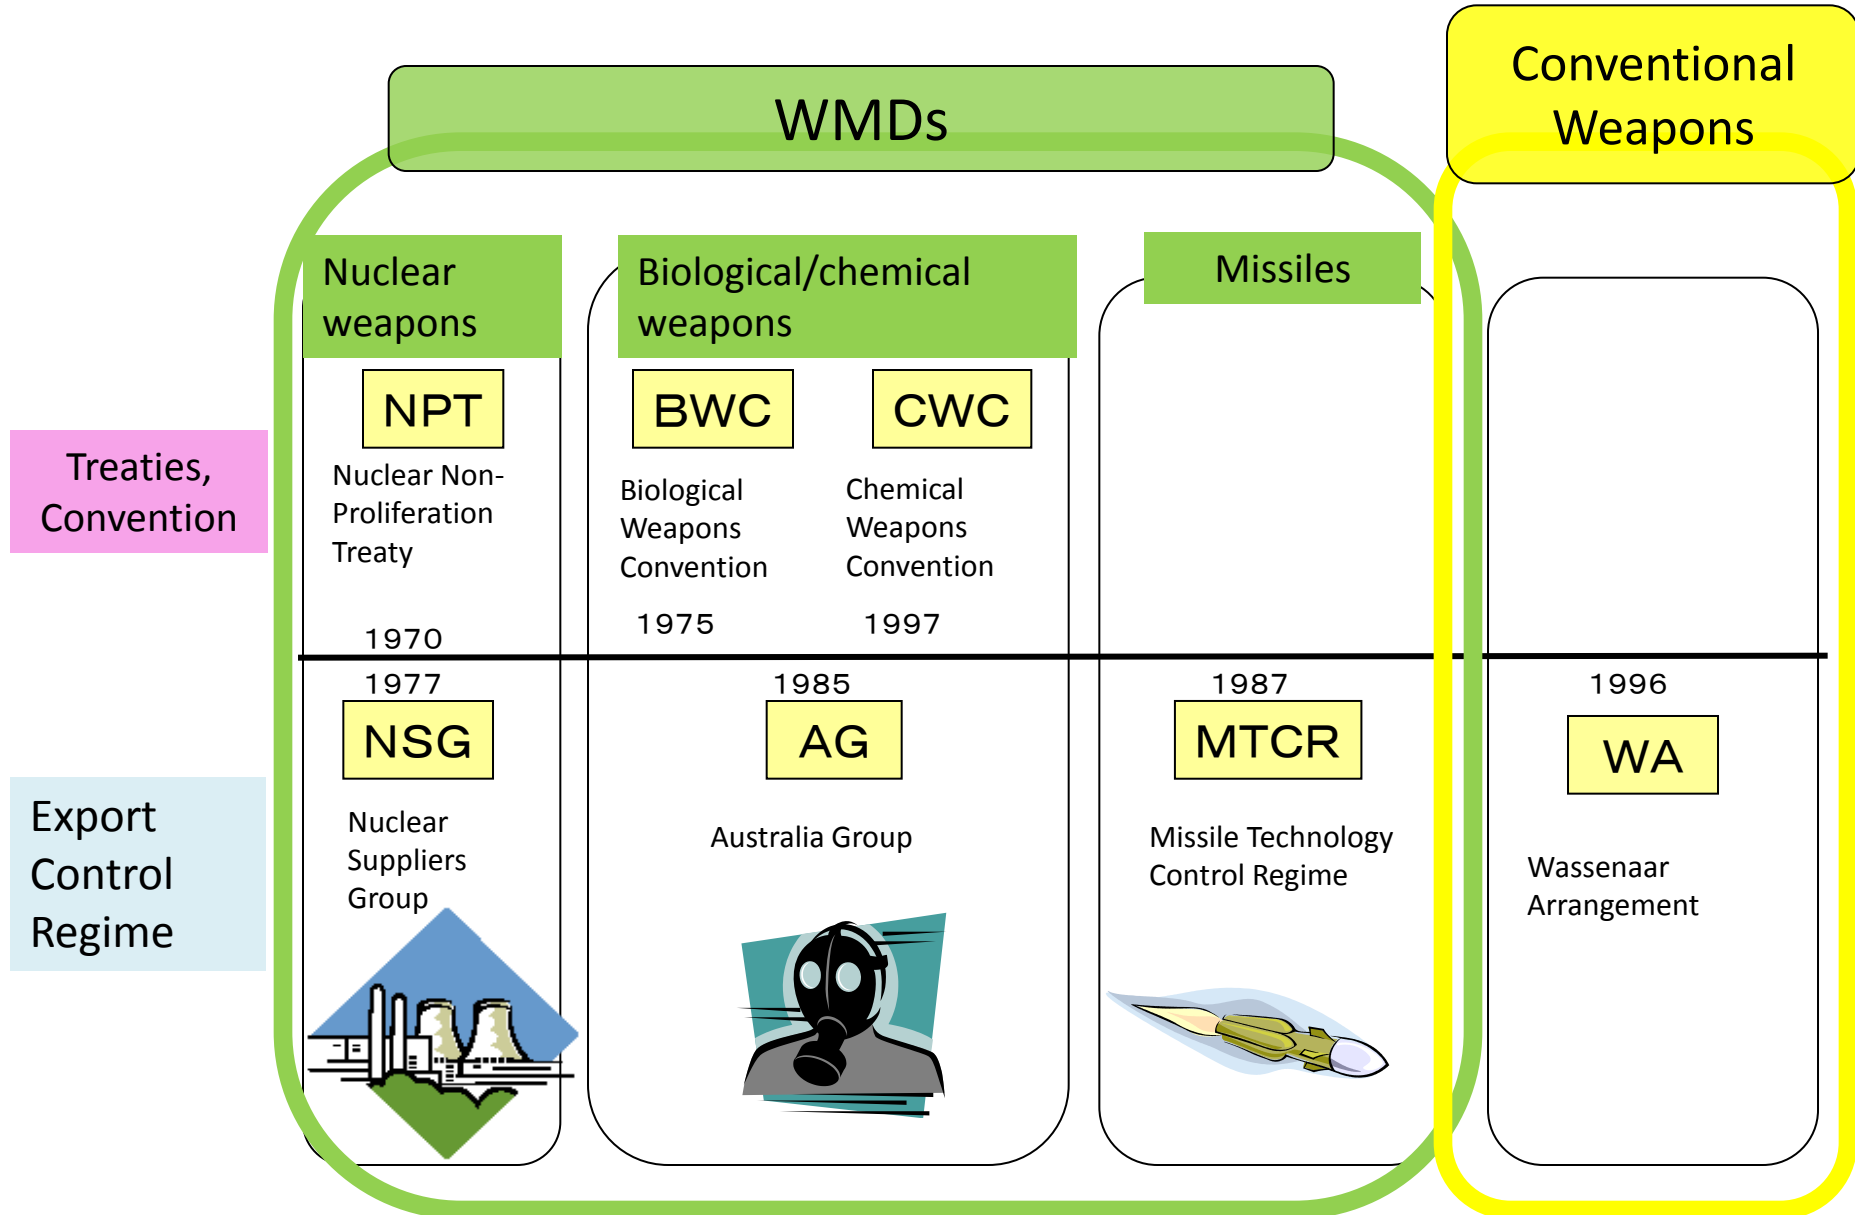 WMDs
Conventional
Weapons
Nuclear
weapons
Biological/chemical
weapons
Missiles
Treaties,
Convention
NPT
Nuclear Non-
Proliferation
Treaty
1970
BWC
Biological
Weapons
Convention
1975
CWC
Chemical
Weapons
Convention
1997
Export
Control
Regime
1977
NSG
Nuclear
Suppliers
Group
1985
AG
Australia Group
1987
MTCR
Missile Technology
Control Regime
1996
WA
Wassenaar
Arrangement